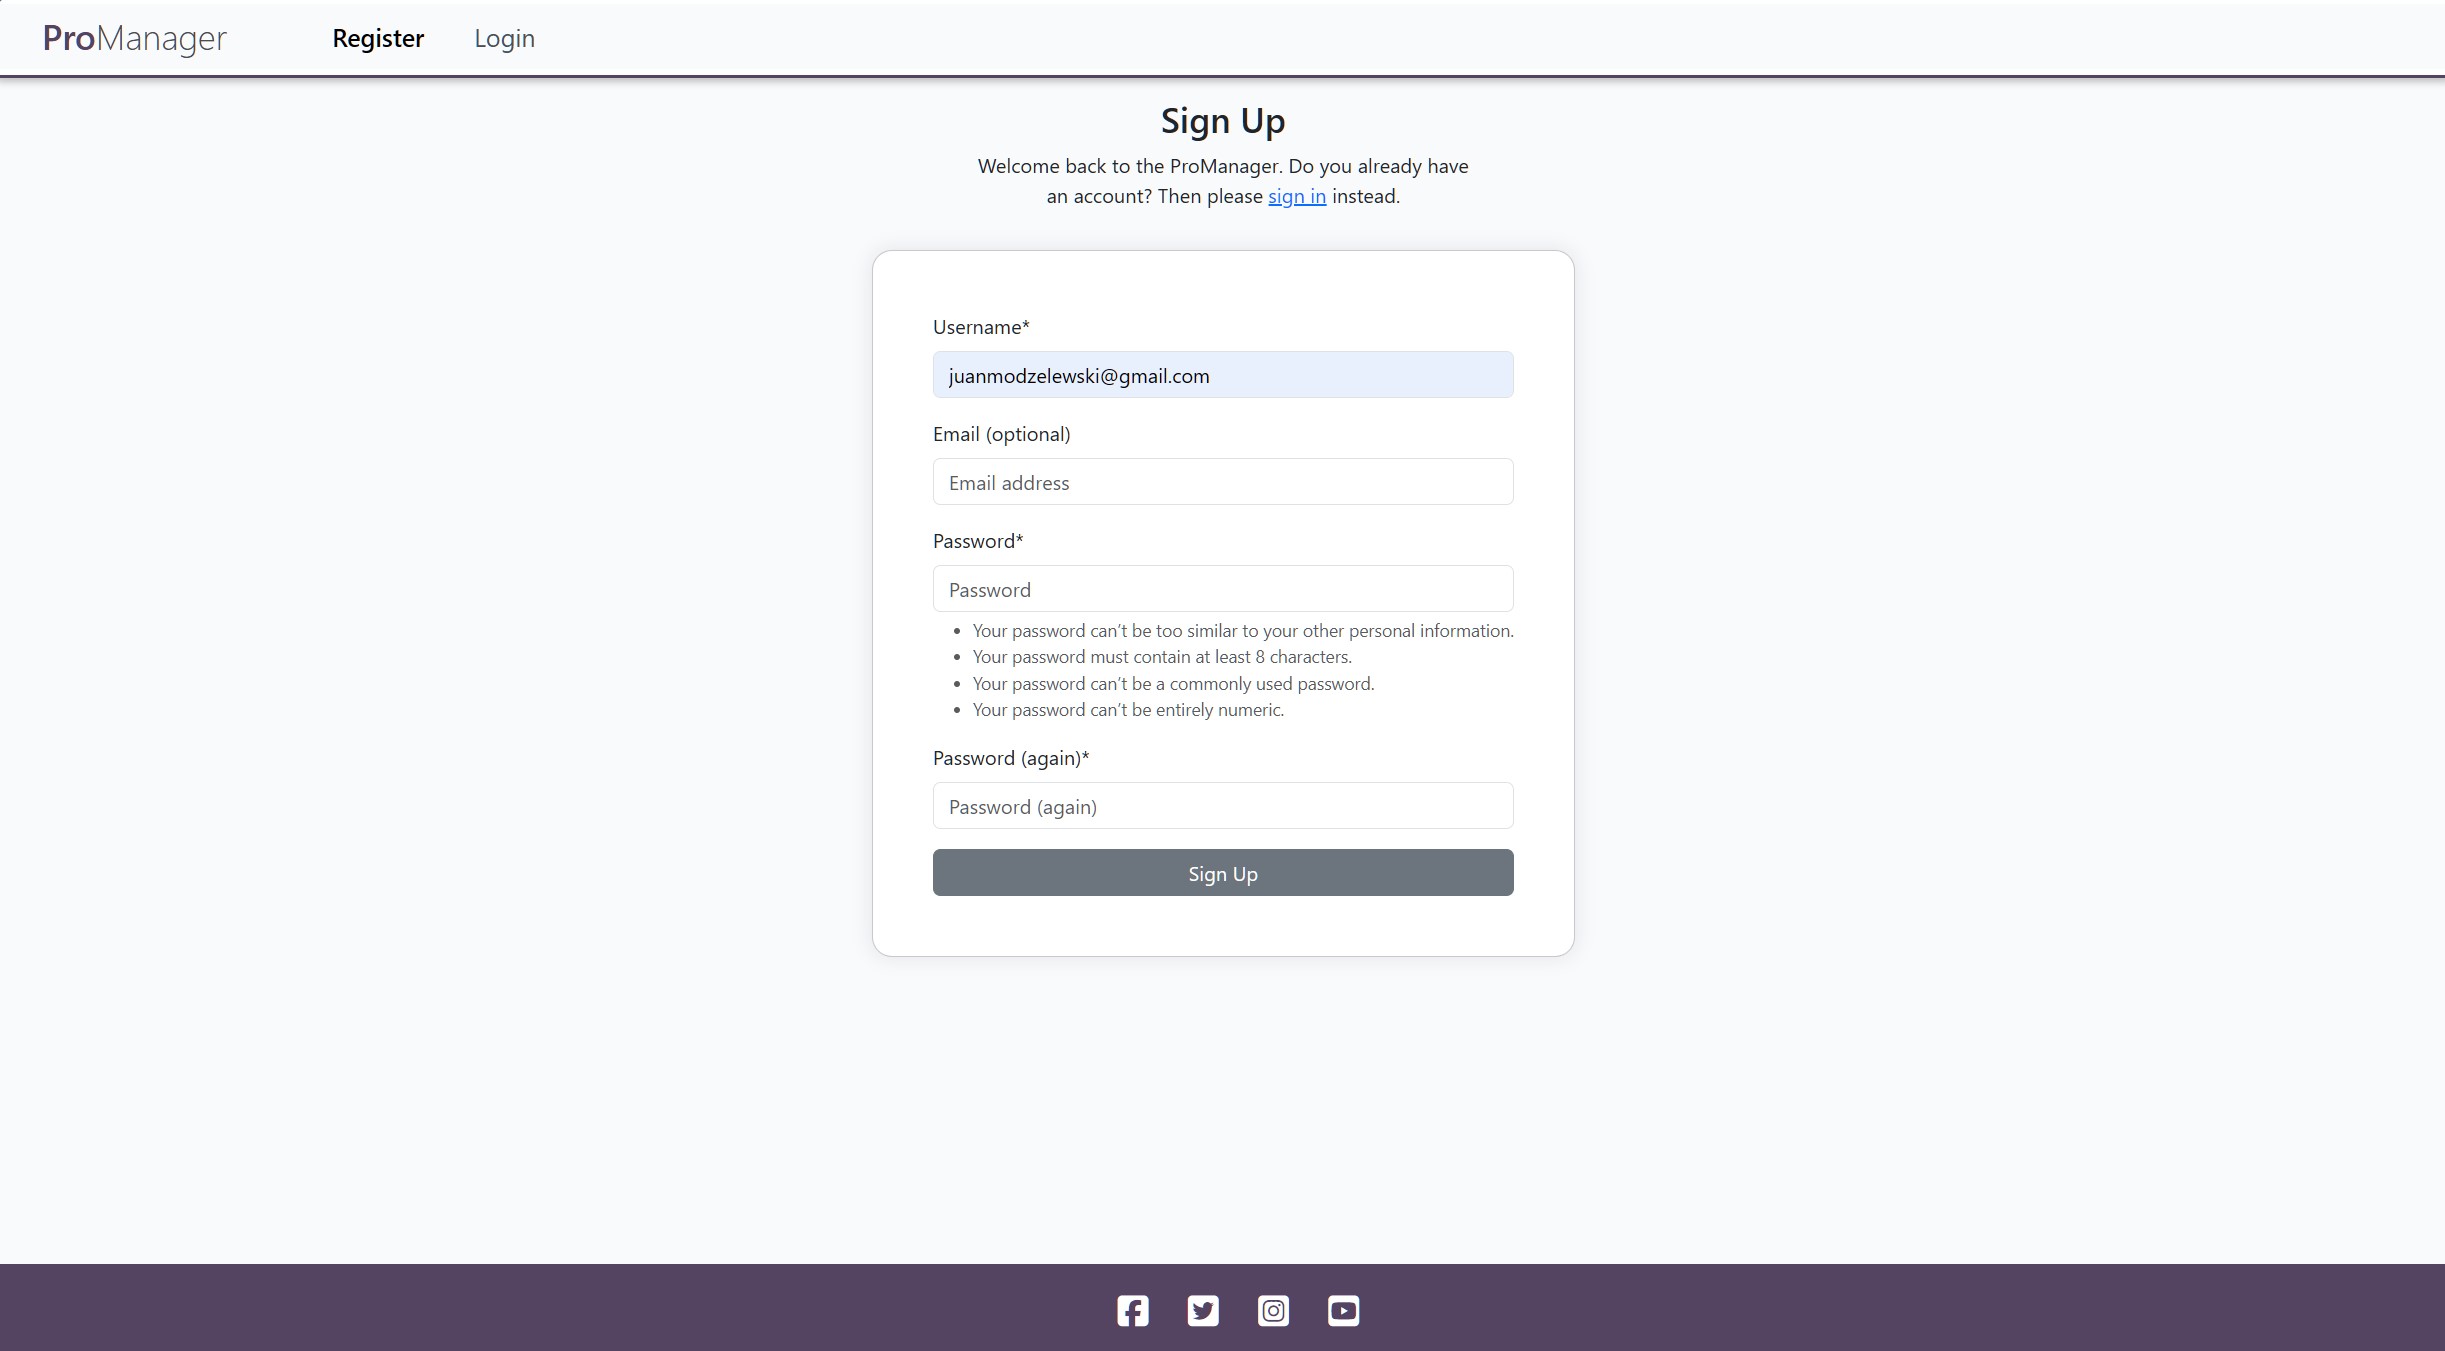 ProManager
Register
Login
Sign Up
Welcome back to the ProManager. Do you already have
an account? Then please sign in instead.
Username*
juanmodzelewski@gmail.com
Email (optional)
Email address
Password*
Password
• Your password can’t be too similar to your other personal information.
• Your password must contain at least 8 characters.
• Your password can’t be a commonly used password.
• Your password can’t be entirely numeric.
Password (again)*
Password (again)
Sign Up